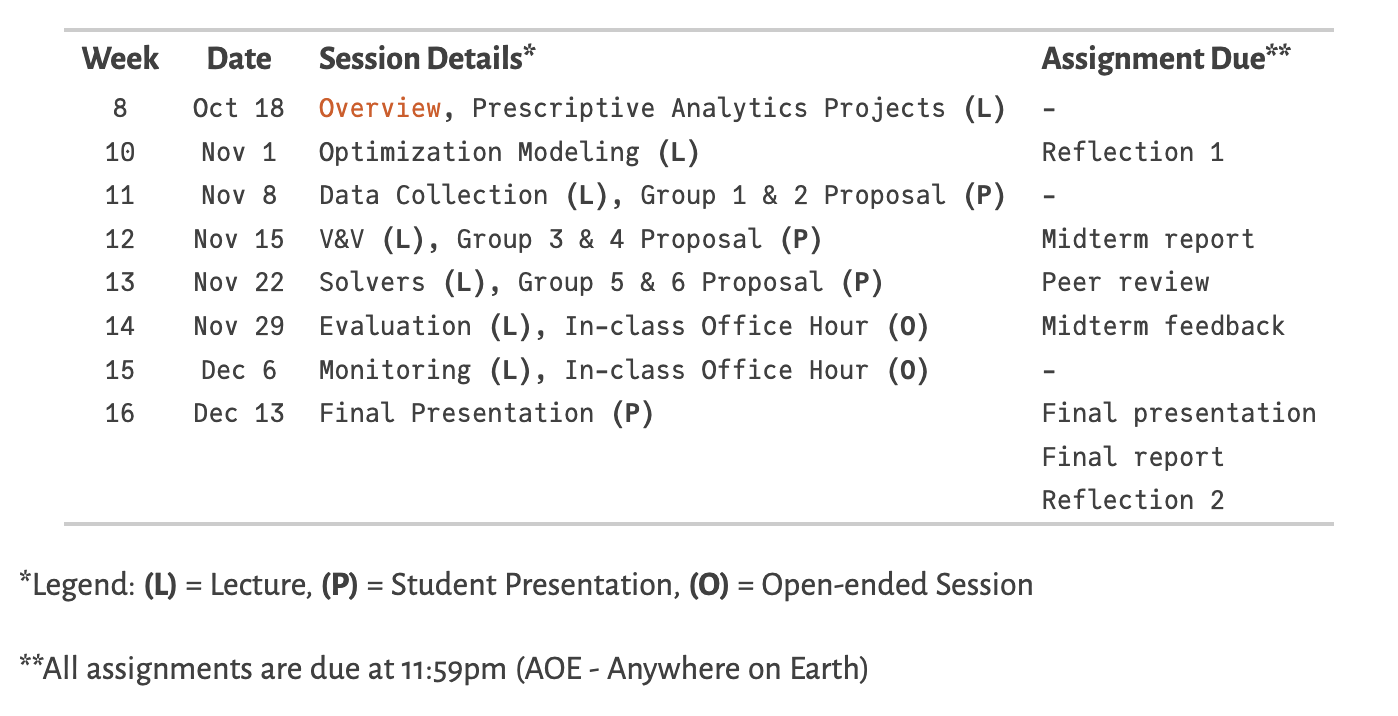 Week Date Session Details* Assignment Due**
8 Oct 18 Overview, Prescriptive Analytics Projects (L) -
10 Nov 1 Optimization Modeling (L) Reflection 1
11 Nov 8 Data Collection (L), Group 1 & 2 Proposal (P) -
12 Nov 15 V&V (L), Group 3 & 4 Proposal (P) Midterm report
13 Nov 22 Solvers (L), Group 5 & 6 Proposal (P) Peer review
14 Nov 29 Evaluation (L), In-class Office Hour (O) Midterm feedback
15 Dec 6 Monitoring (L), In-class Office Hour (O) -
16 Dec 13 Final Presentation (P) Final presentation
Final report
Reflection 2
*Legend: (L) = Lecture, (P) = Student Presentation, (O) = Open-ended Session
**All assignments are due at 11:59pm (AOE - Anywhere on Earth)